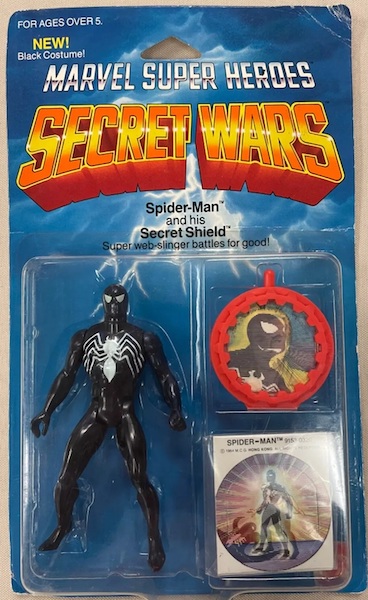 FOR AGES OVER 5.
NEW!
Black Costume!
MARVEL SUPER HEROES
SECRET WARS
Spider-Man™
and his
Secret Shield™
Super web-slinger battles for good!
SPIDER-MAN™